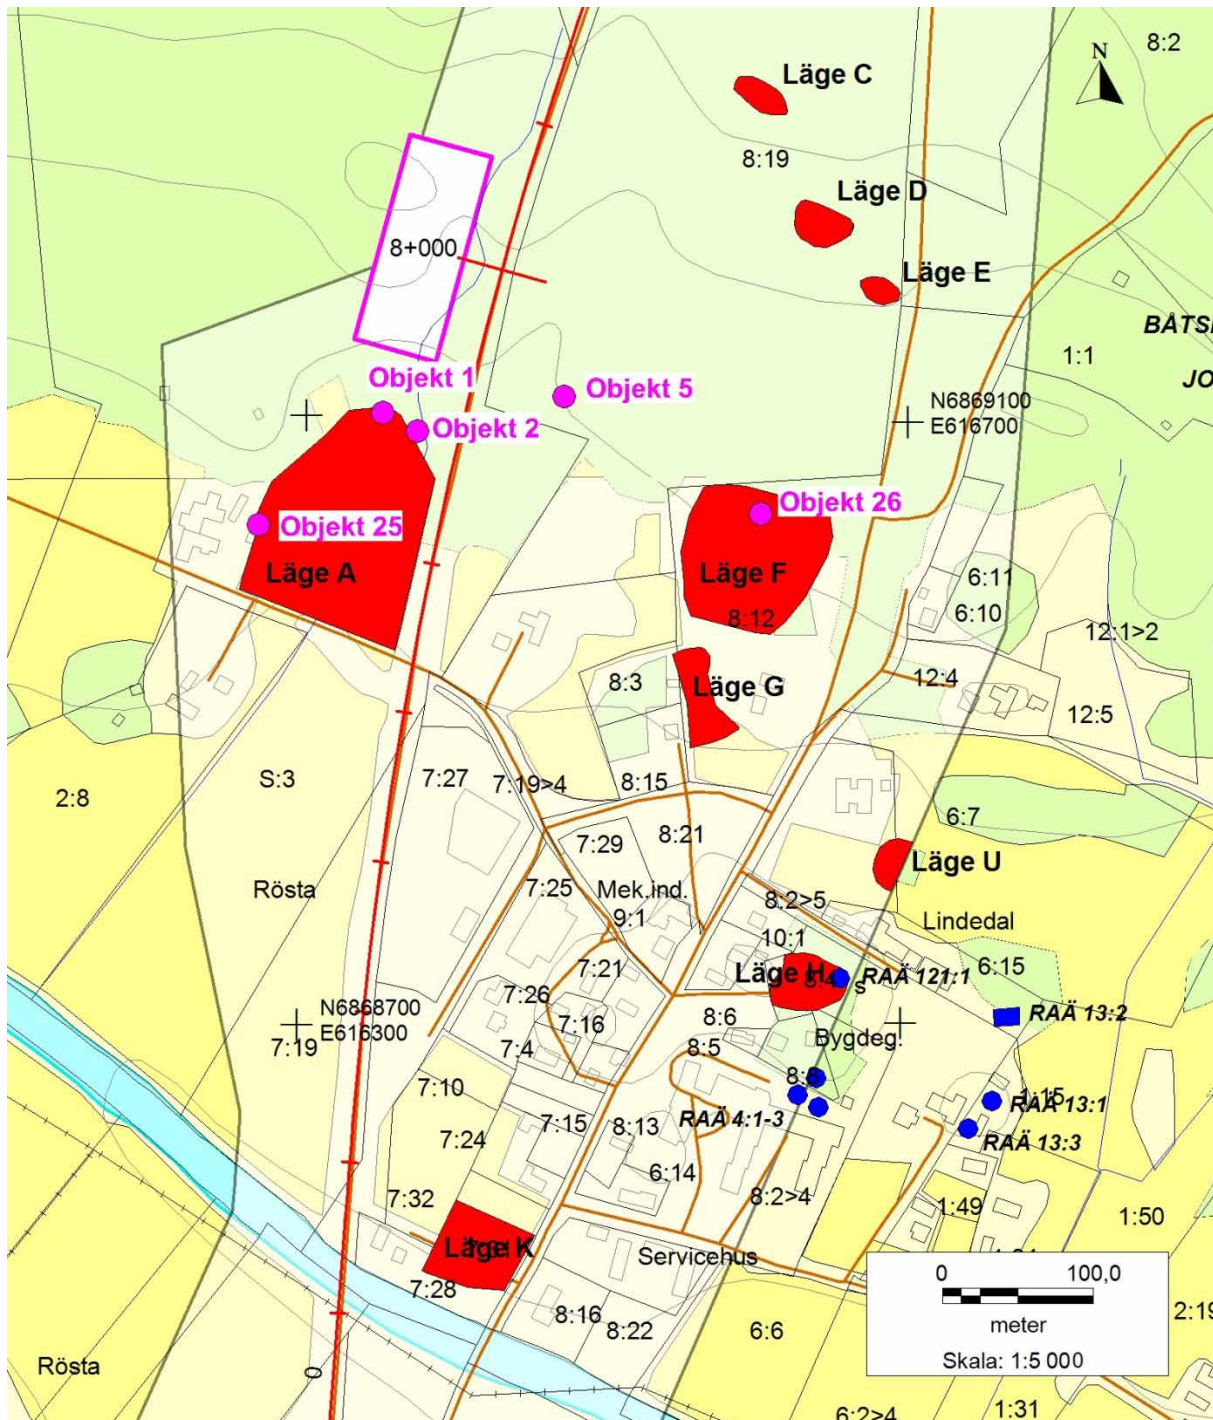 8:2
Läge C
N
8:19
Läge D
8+000
Läge E
BÅTS
1:1
JO
Objekt 1
Objekt 5
N6869100
E616700
Objekt 2
Objekt 26
Objekt 25
Läge A
Läge F
6:11
8:12
6:10
12:1>2
8:3
Läge G
12:4
12:5
S:3
7:27
7:19>4
8:15
2:8
6:7
8:21
7:29
Läge U
Rösta
7:25
Mek.ind.
8:2>5
9:1
Lindedal
10:1
7:21
Läge H
RAÄ 121:1
6:15
8:4
s
7:26
N6868700
E616300
7:16
8:6
RAÄ 13:2
7:19
7:4
8:5
Bygdeg.
7:10
8:8
1:15
RAÄ 13:1
7:15
8:13
RAÄ 4:1-3
7:24
RAÄ 13:3
6:14
7:32
8:2>4
1:49
1:50
Läge K
Servicehus
7:28
0 100,0
8:16
meter
2:19
8:22
6:6
Skala: 1:5 000
Rösta
0
6:2>4
1:31